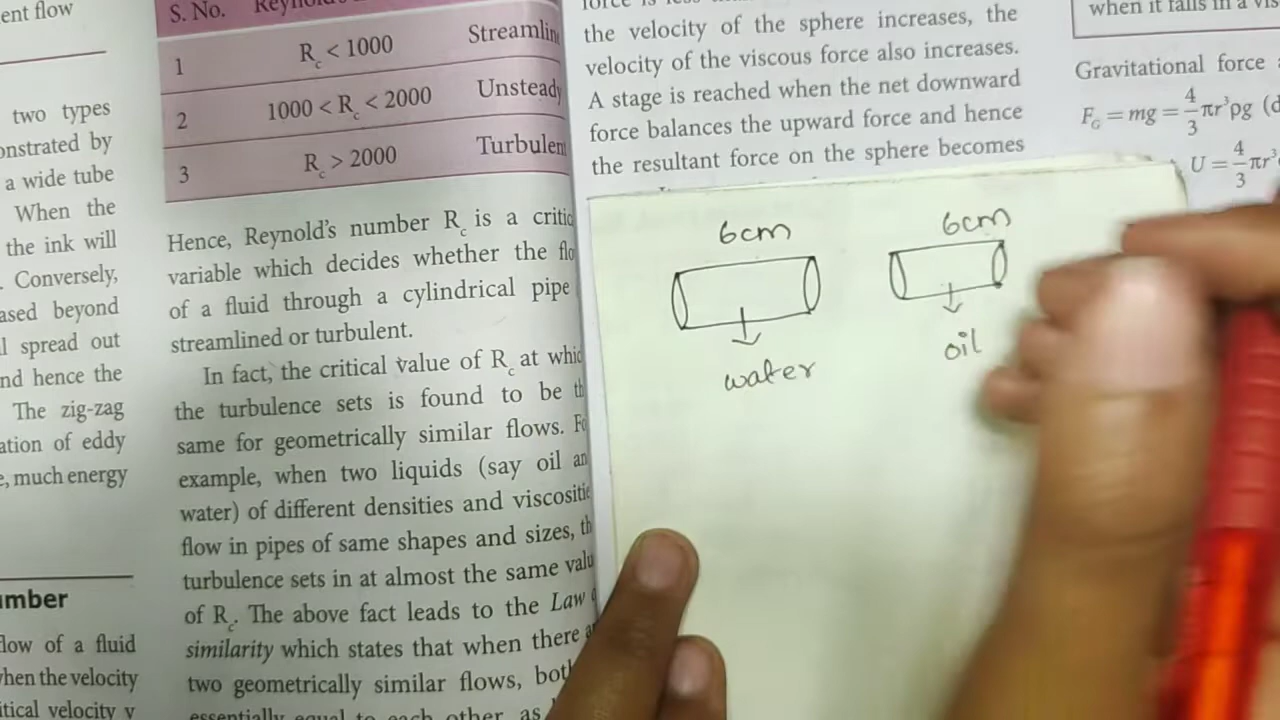 ent flow
two types
onstrated by
a wide tube
When the
the ink will
. Conversely,
ased beyond
l spread out
nd hence the
The zig-zag
ation of eddy
e, much energy
umber
flow of a fluid
when the velocity
itical velocity v
S. No.
1 R_c < 1000 Streamlin
2 1000 < R_c < 2000 Unsteady
3 R_c > 2000 Turbulen
Hence, Reynold's number R_c is a critic
variable which decides whether the flo
of a fluid through a cylindrical pipe
streamlined or turbulent.
In fact, the critical value of R_c at whic
the turbulence sets is found to be th
same for geometrically similar flows. Fo
example, when two liquids (say oil an
water) of different densities and viscositie
flow in pipes of same shapes and sizes, th
turbulence sets in at almost the same valu
of R_c. The above fact leads to the Law o
similarity which states that when there a
two geometrically similar flows, both
essentially equal to each other as
the velocity of the sphere increases, the
velocity of the viscous force also increases.
A stage is reached when the net downward
force balances the upward force and hence
the resultant force on the sphere becomes
when it falls in a vis
Gravitational force
F_G = mg = 4/3 πr³ρg (d
U = 4/3 πr³
6cm
water
6cm
oil